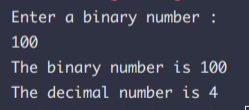 Enter a binary number :
100
The binary number is 100
The decimal number is 4